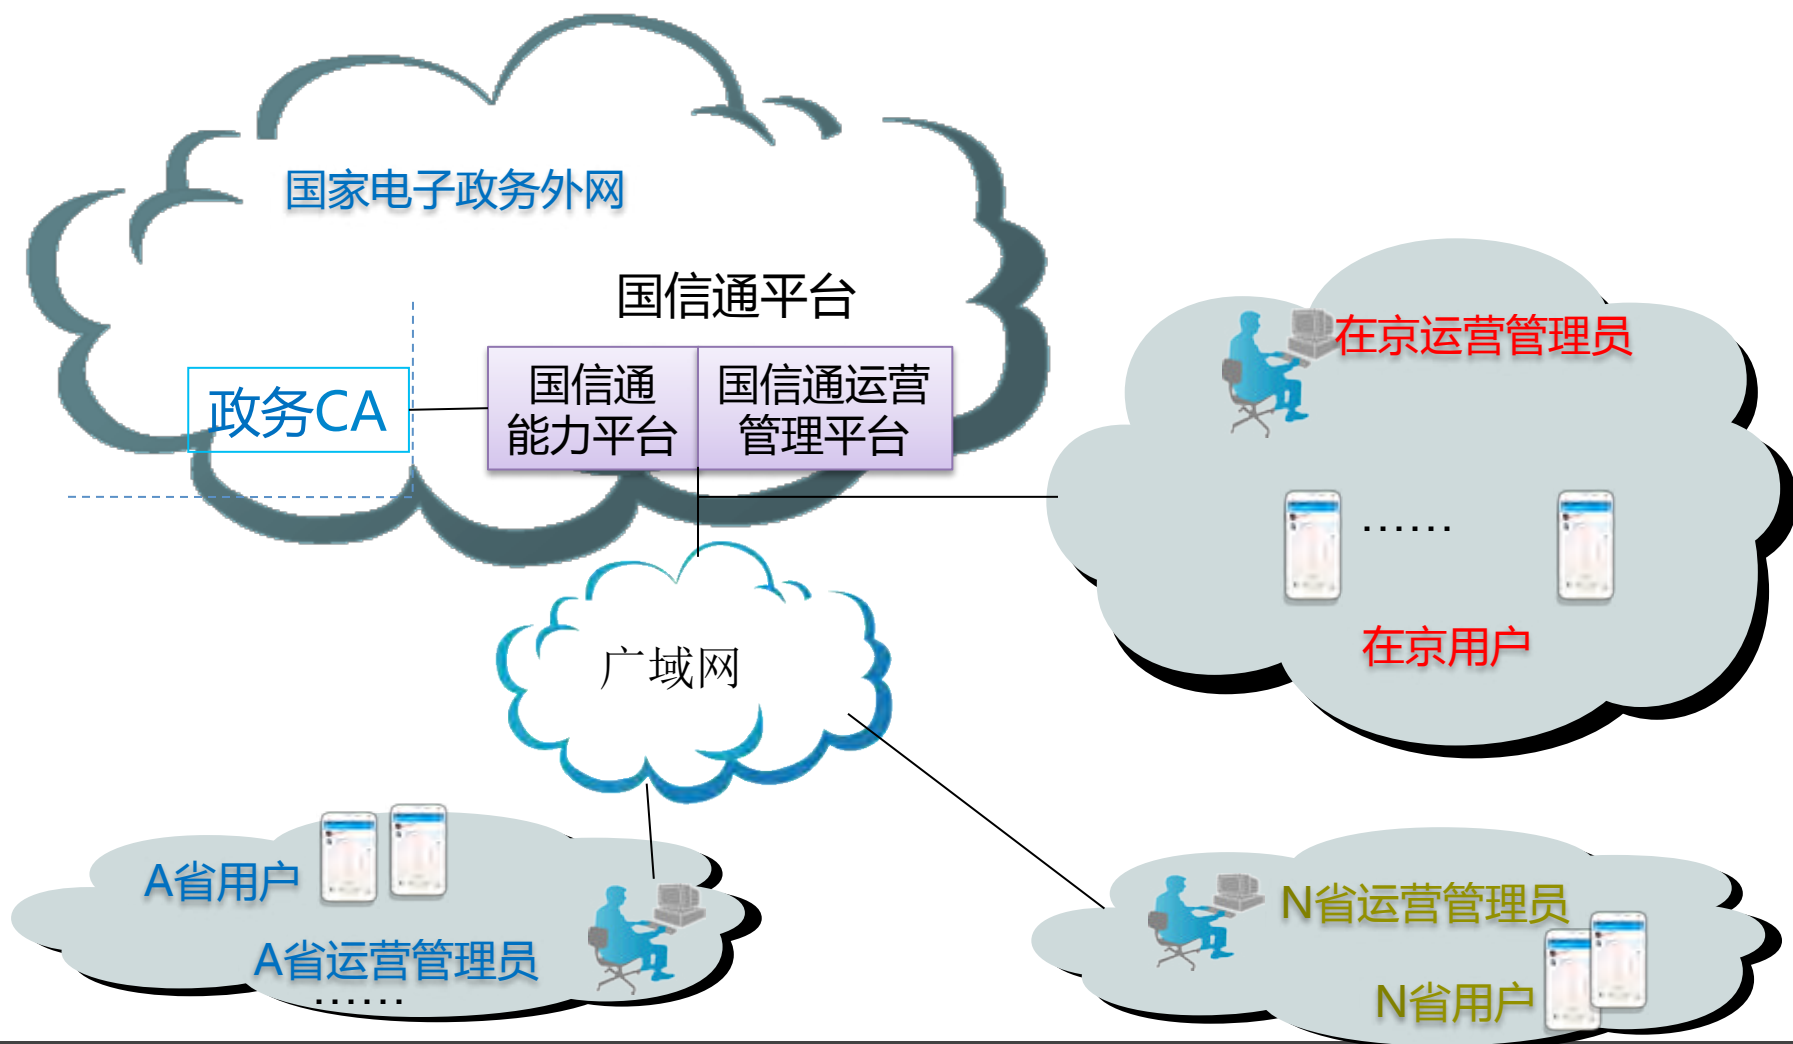 国家电子政务外网
国信通平台
政务CA
国信通
能力平台
国信通运营
管理平台
在京运营管理员
......
在京用户
广域网
A省用户
A省运营管理员
......
N省运营管理员
N省用户